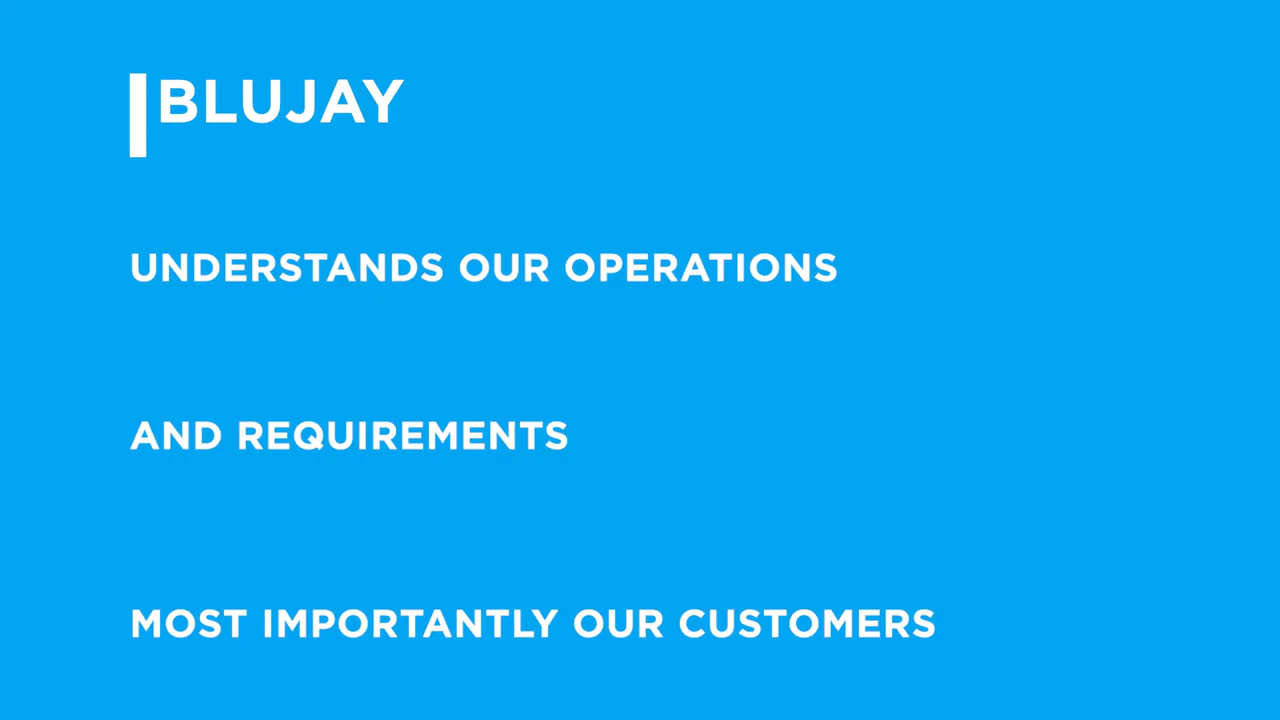 BLUJAY
UNDERSTANDS OUR OPERATIONS
AND REQUIREMENTS
MOST IMPORTANTLY OUR CUSTOMERS